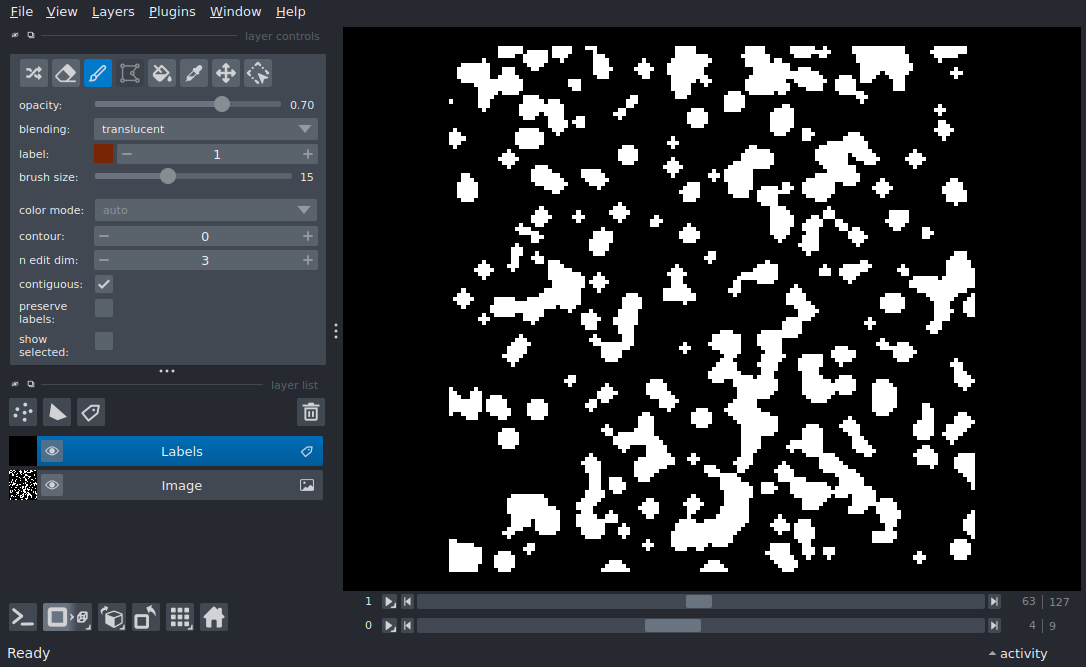 File View Layers Plugins Window Help
layer controls
opacity: 0.70
blending: translucent
label: 1
brush size: 15
color mode: auto
contour: 0
n edit dim: 3
contiguous:
preserve
labels:
show
selected:
layer list
Labels
Image
1 63 127
0 4 9
Ready activity